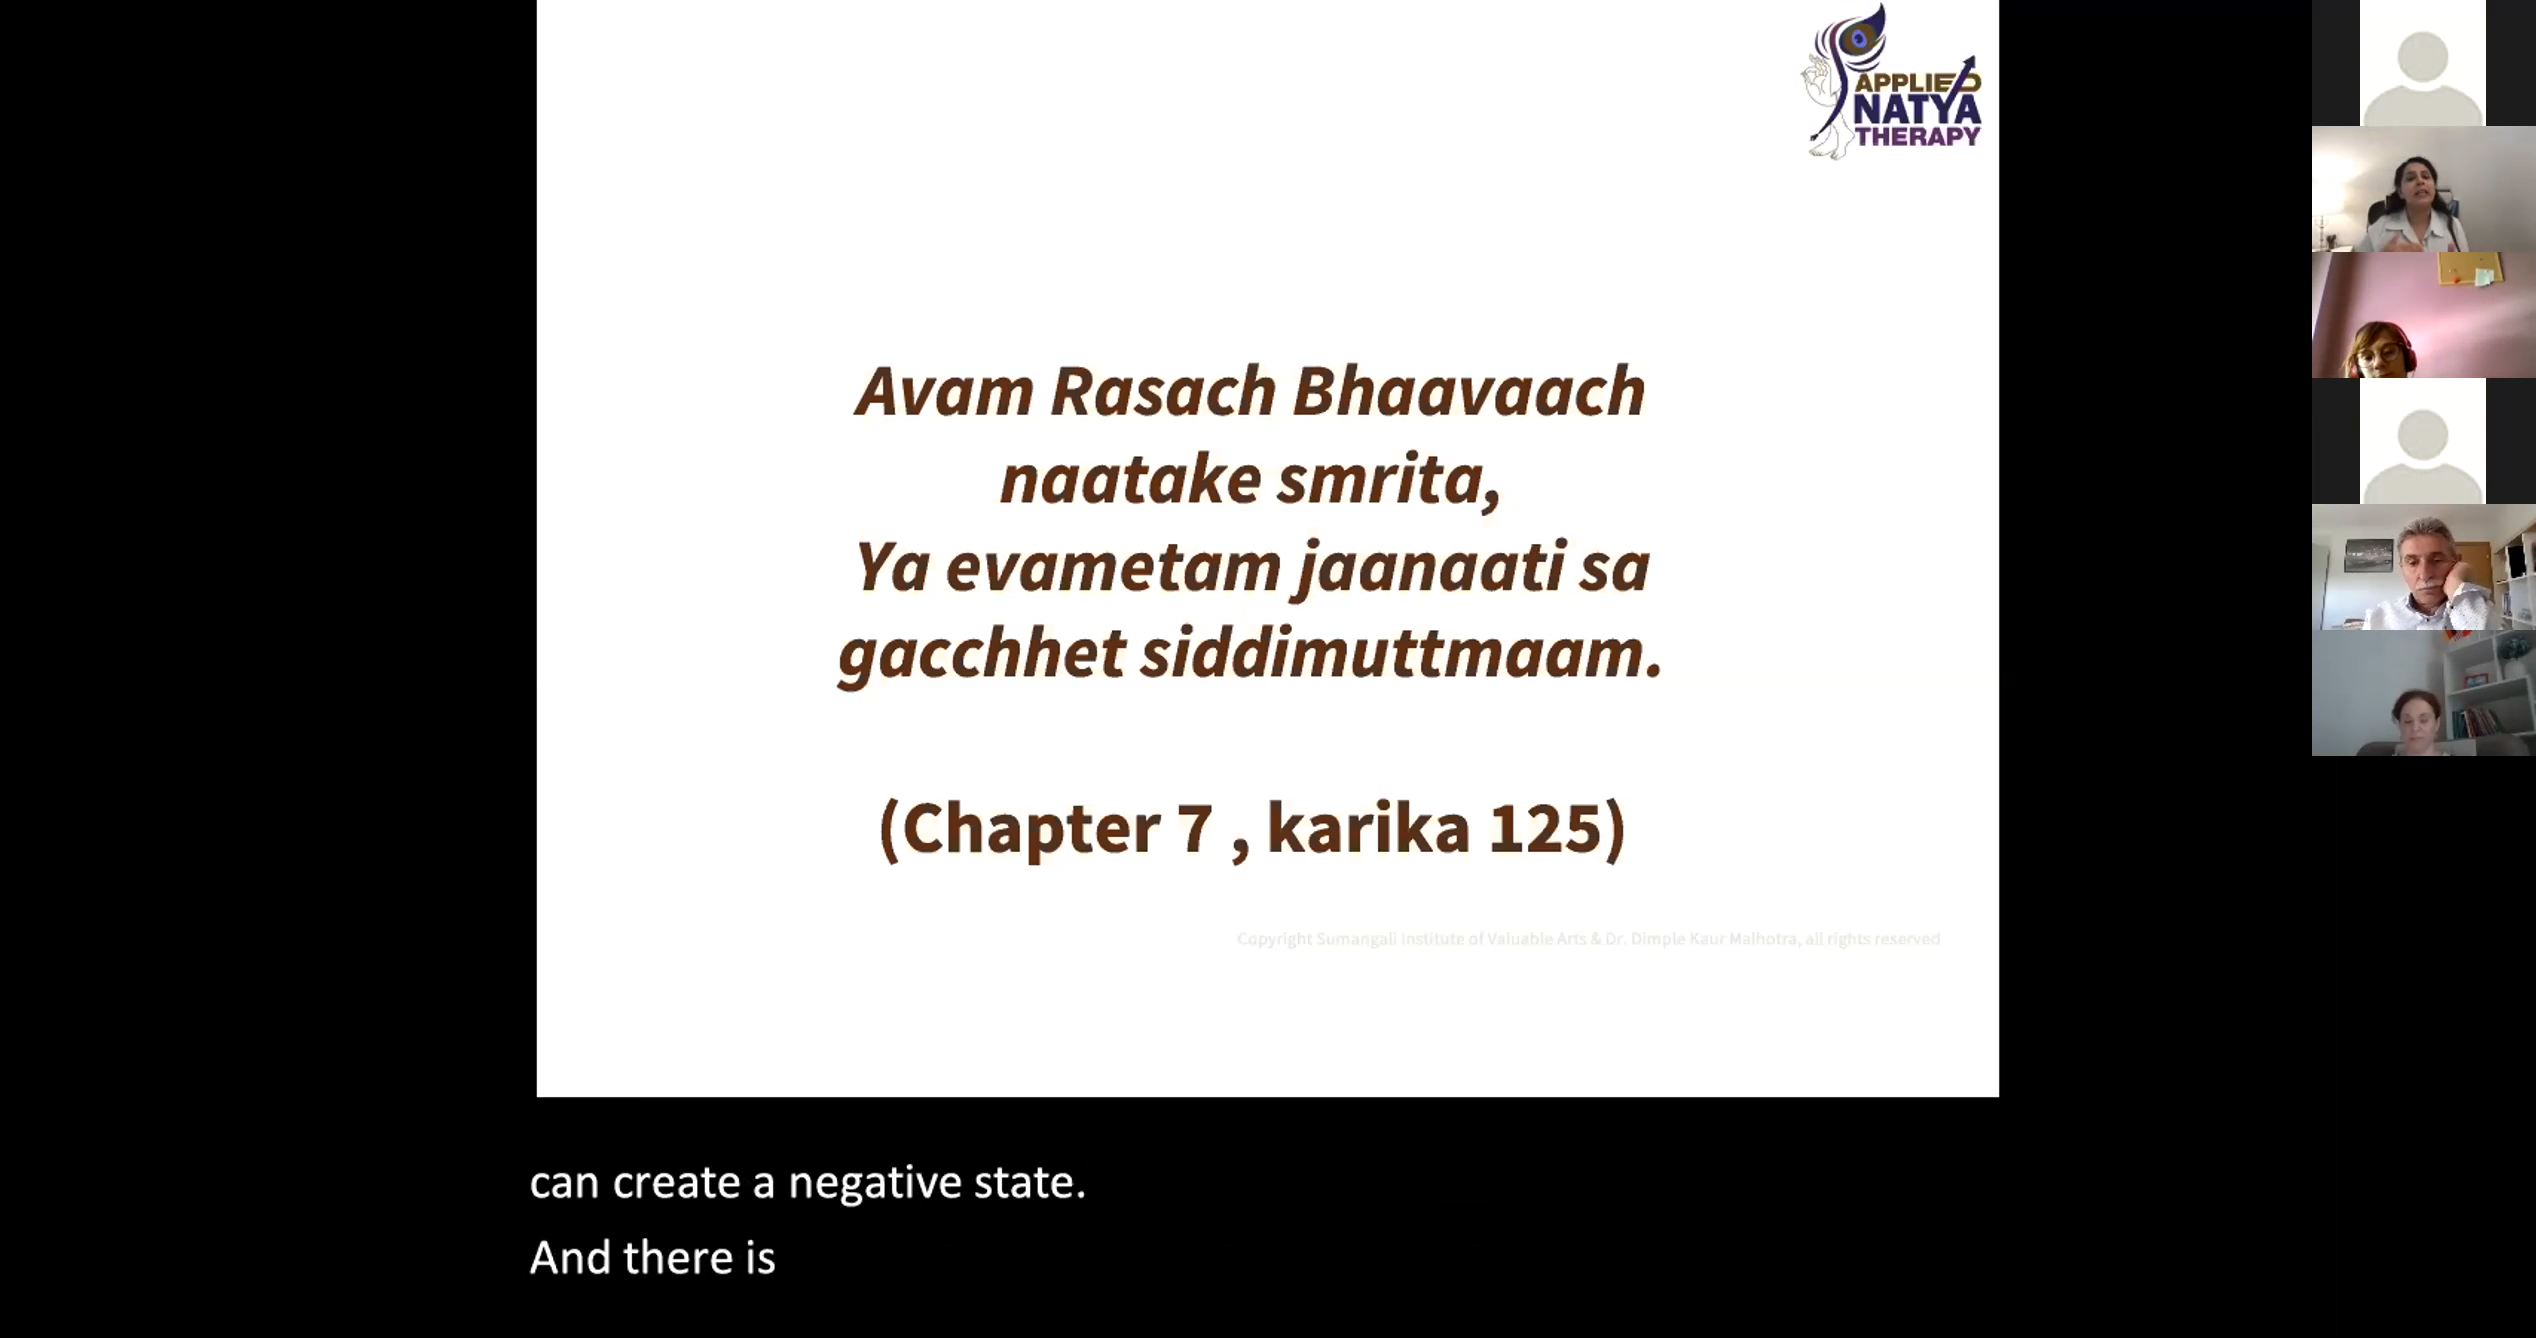 APPLIED
NATYA
THERAPY
Avam Rasach Bhaavaach
naatake smrita,
Ya evametam jaanaati sa
gacchhet siddimuttmaam.
(Chapter 7 , karika 125)
Copyright Sumangali Institute of Valuable Arts & Dr. Dimple Kaur Malhotra, all rights reserved
can create a negative state.
And there is